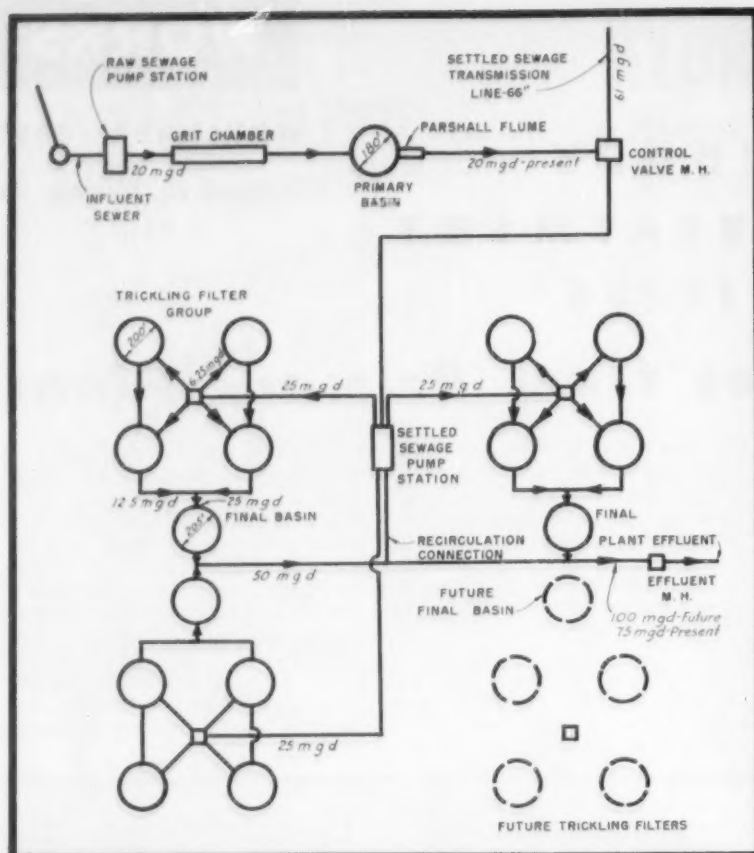 RAW SEWAGE
PUMP STATION
SETTLED SEWAGE
TRANSMISSION
LINE-66"
61 mgd
GRIT CHAMBER
180'
PARSHALL FLUME
20 mgd
20 mgd-present
CONTROL
VALVE M. H.
INFLUENT
SEWER
PRIMARY
BASIN
TRICKLING FILTER
GROUP
200'
6.25 mgd
25 mgd
25 mgd
SETTLED
SEWAGE
PUMP
STATION
12.5 mgd
25 mgd
FINAL BASIN
205'
FINAL
RECIRCULATION
CONNECTION
PLANT EFFLUENT
50 mgd
EFFLUENT
M. H.
FUTURE
FINAL BASIN
100 mgd-Future
75 mgd-Present
25 mgd
FUTURE TRICKLING FILTERS